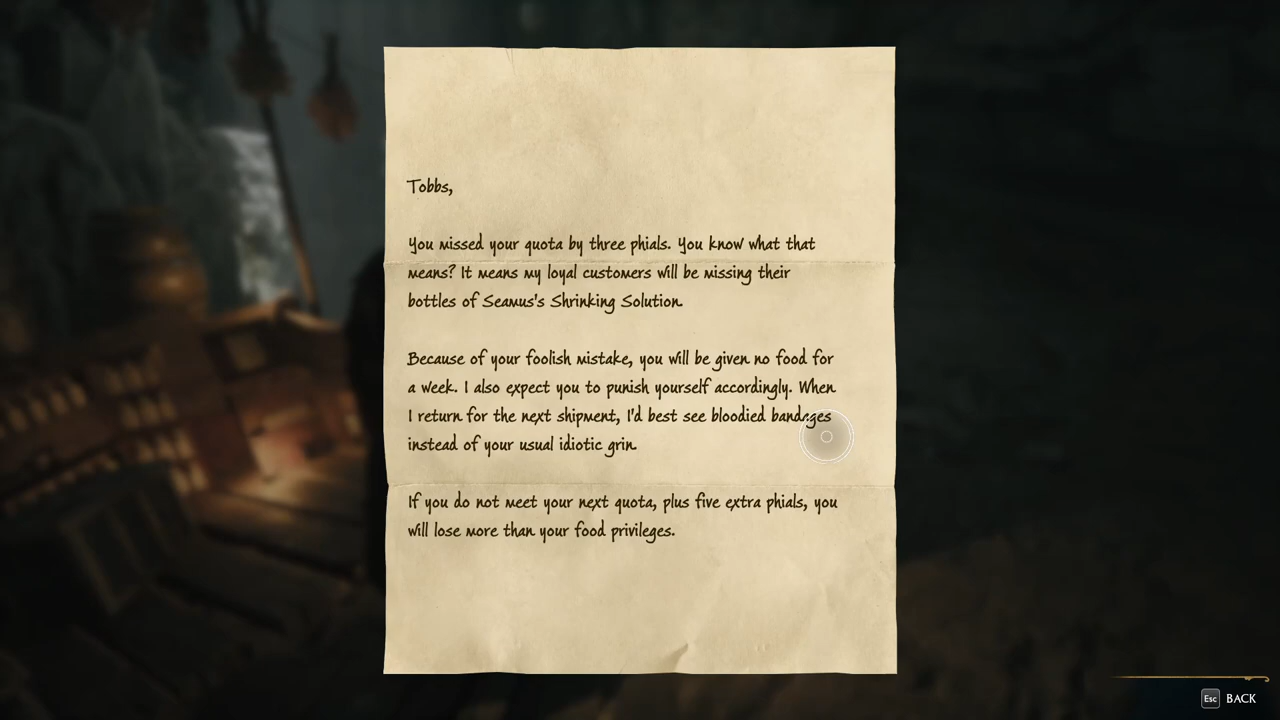 Tobbs,
You missed your quota by three phials. You know what that
means? It means my loyal customers will be missing their
bottles of Seamus's Shrinking Solution.
Because of your foolish mistake, you will be given no food for
a week. I also expect you to punish yourself accordingly. When
I return for the next shipment, I'd best see bloodied bandages
instead of your usual idiotic grin.
If you do not meet your next quota, plus five extra phials, you
will lose more than your food privileges.
Esc BACK